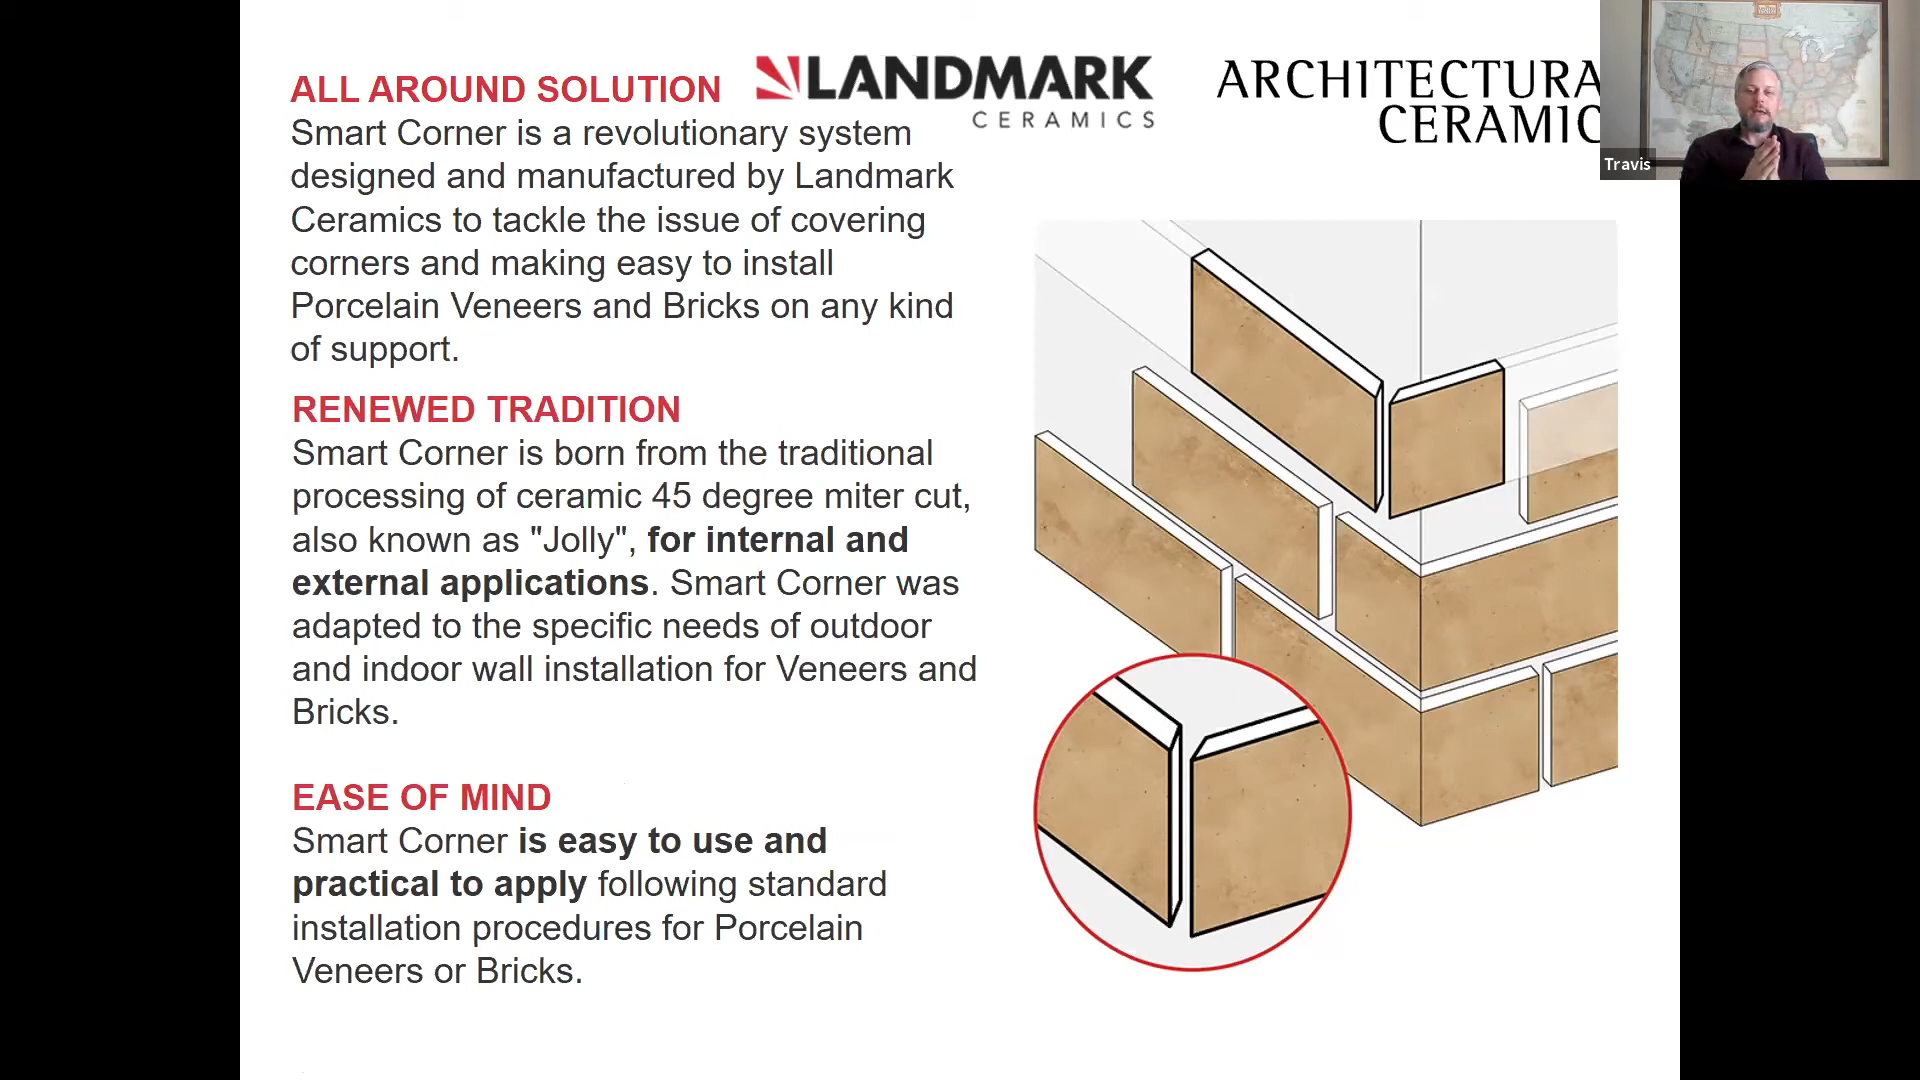 ALL AROUND SOLUTION
Smart Corner is a revolutionary system
designed and manufactured by Landmark
Ceramics to tackle the issue of covering
corners and making easy to install
Porcelain Veneers and Bricks on any kind
of support.
LANDMARK
CERAMICS
ARCHITECTURA
CERAMIC
Travis
RENEWED TRADITION
Smart Corner is born from the traditional
processing of ceramic 45 degree miter cut,
also known as "Jolly", for internal and
external applications. Smart Corner was
adapted to the specific needs of outdoor
and indoor wall installation for Veneers and
Bricks.
EASE OF MIND
Smart Corner is easy to use and
practical to apply following standard
installation procedures for Porcelain
Veneers or Bricks.